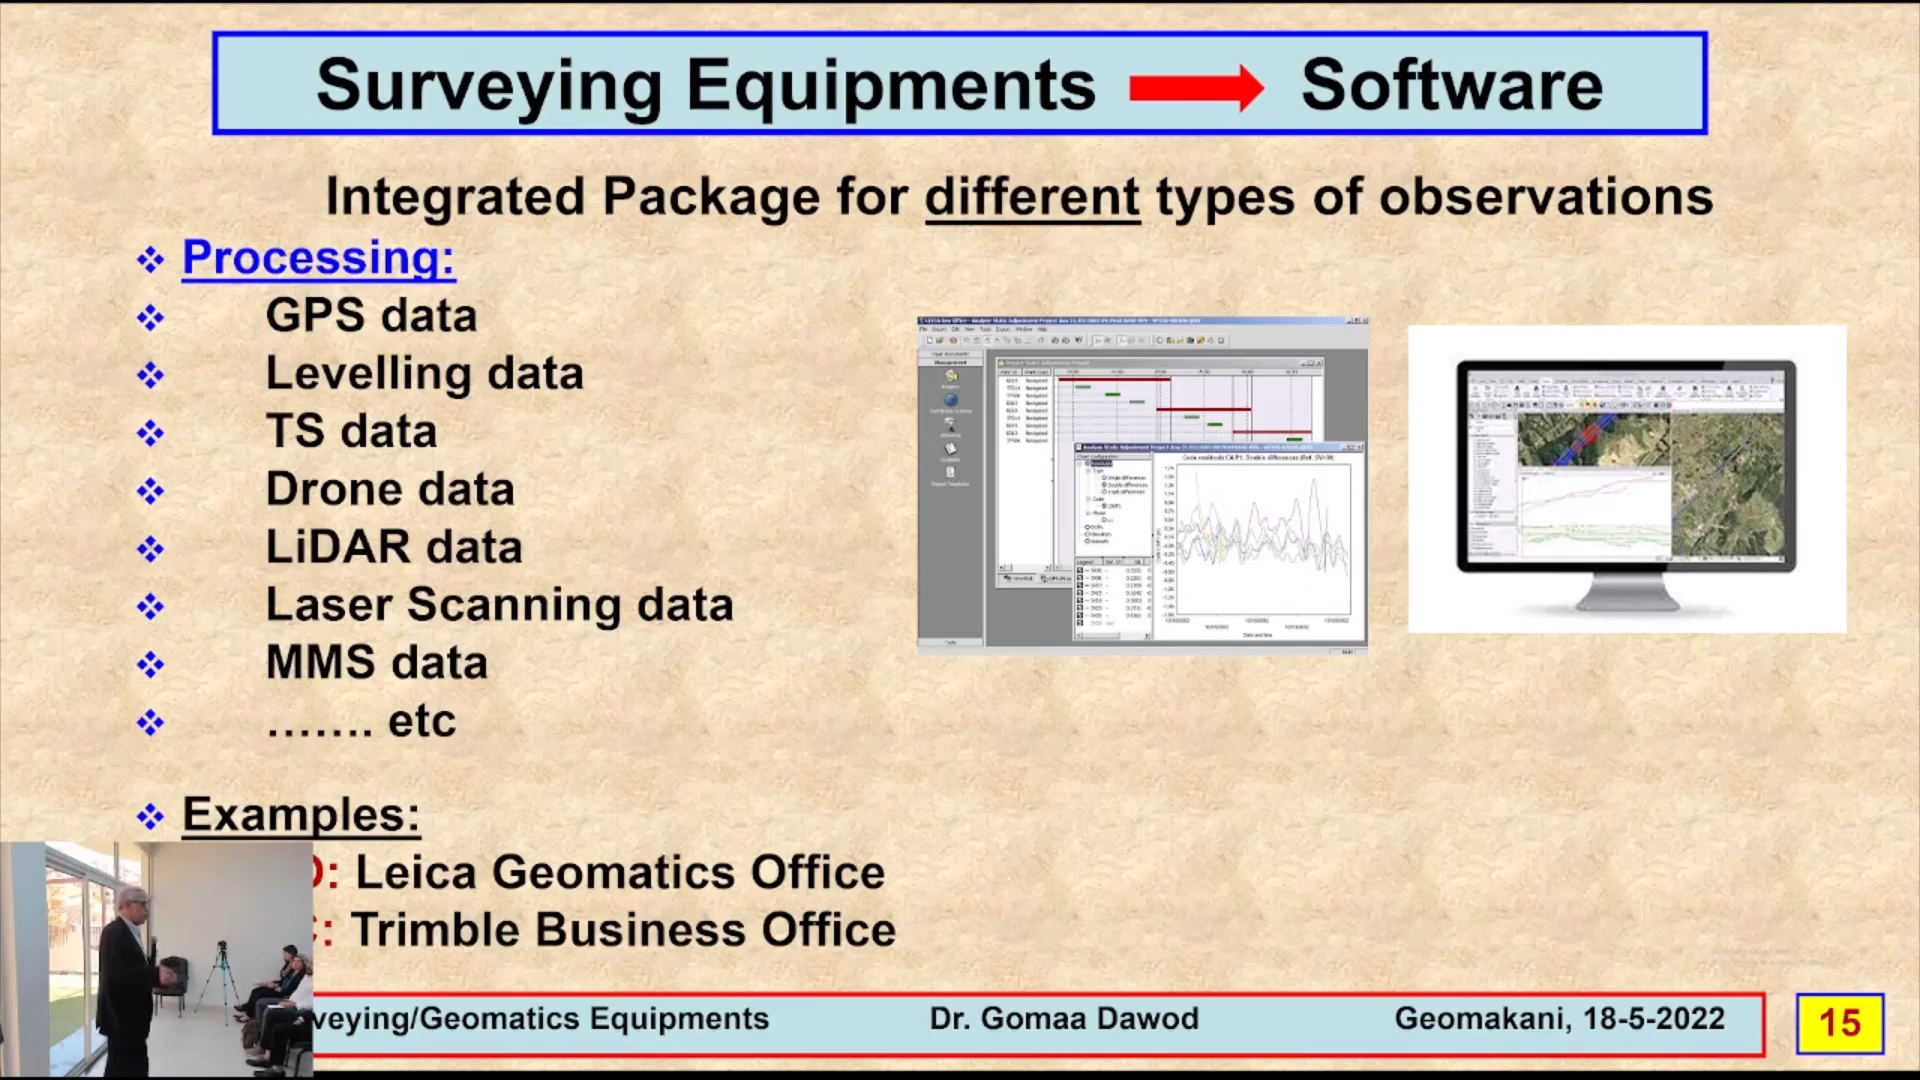 Surveying Equipments Software
Integrated Package for different types of observations
Processing:
GPS data
Levelling data
TS data
Drone data
LiDAR data
Laser Scanning data
MMS data
....... etc
Examples:
: Leica Geomatics Office
: Trimble Business Office
veying/Geomatics Equipments Dr. Gomaa Dawod Geomakani, 18-5-2022 15